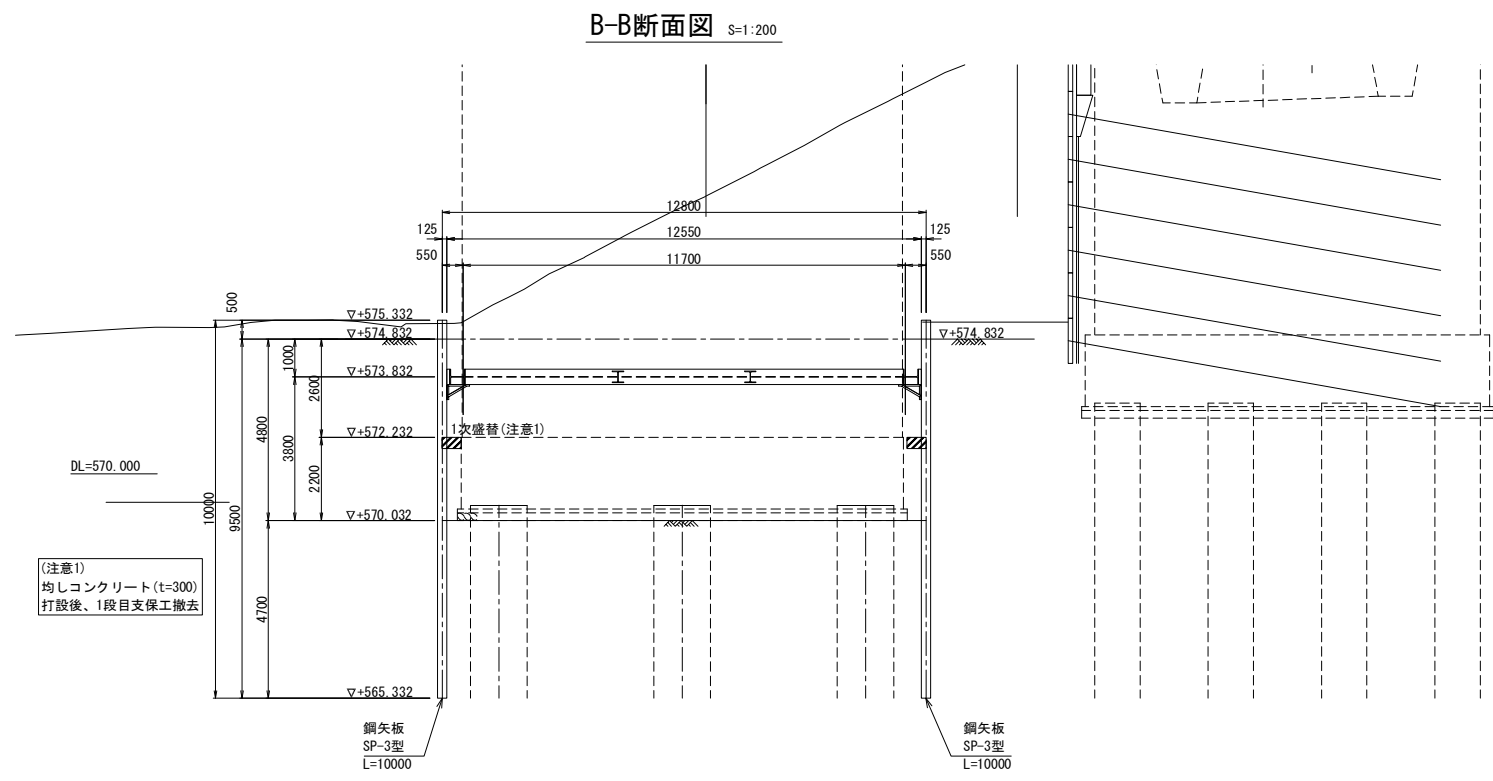 B-B断面図 S=1:200
12800
125
12550
125
550
11700
550
500
▽+575.332
▽+574.832
▽+574.832
1000
▽+573.832
2600
4800
3800
1次盛替(注意1)
▽+572.232
2200
DL=570.000
10000
9500
▽+570.032
(注意1)
均しコンクリート(t=300)
打設後、1段目支保工撤去
4700
▽+565.332
鋼矢板
SP-3型
L=10000
鋼矢板
SP-3型
L=10000